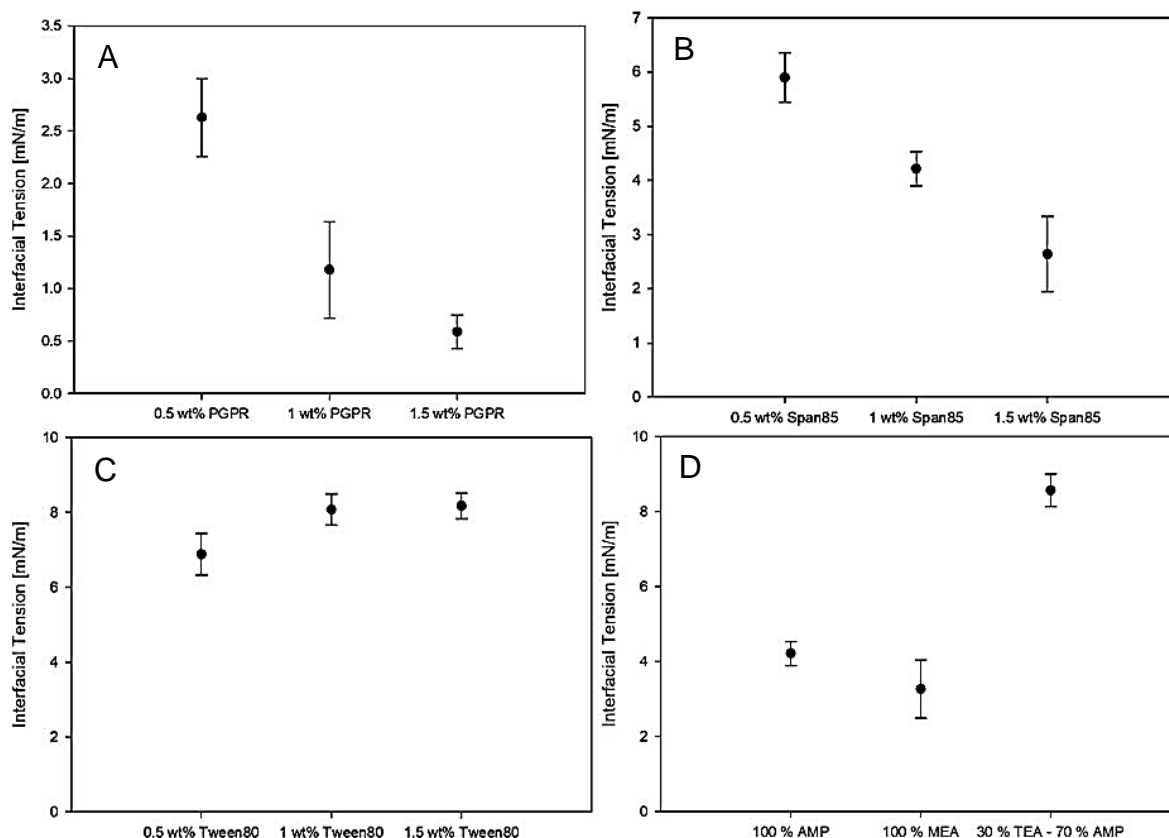 A
Interfacial Tension [mN/m]
3.5
3.0
2.5
2.0
1.5
1.0
0.5
0.0
0.5 wt% PGPR 1 wt% PGPR 1.5 wt% PGPR
B
Interfacial Tension [mN/m]
7
6
5
4
3
2
1
0
0.5 wt% Span85 1 wt% Span85 1.5 wt% Span85
C
Interfacial Tension [mN/m]
10
8
6
4
2
0
0.5 wt% Tween80 1 wt% Tween80 1.5 wt% Tween80
D
Interfacial Tension [mN/m]
10
8
6
4
2
0
100 % AMP 100 % MEA 30 % TEA - 70 % AMP